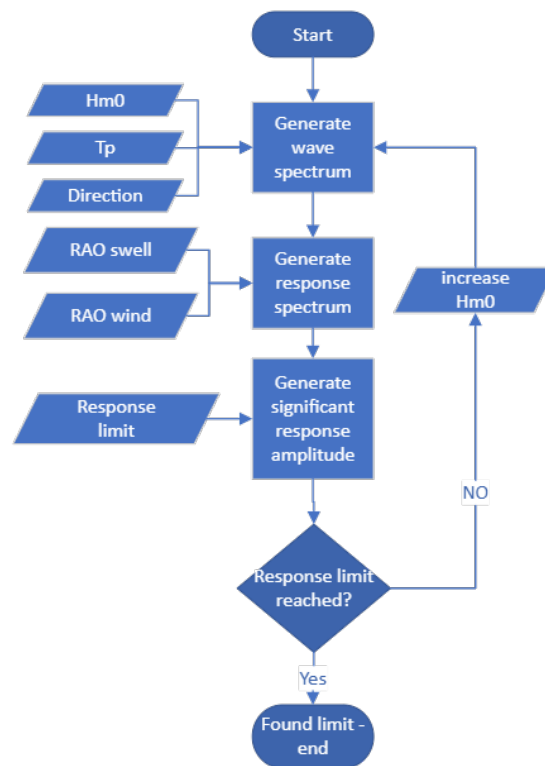 Start
Hm0
Tp
Direction
Generate
wave
spectrum
RAO swell
RAO wind
Generate
response
spectrum
increase
Hm0
Response
limit
Generate
significant
response
amplitude
NO
Response limit
reached?
Yes
Found limit -
end